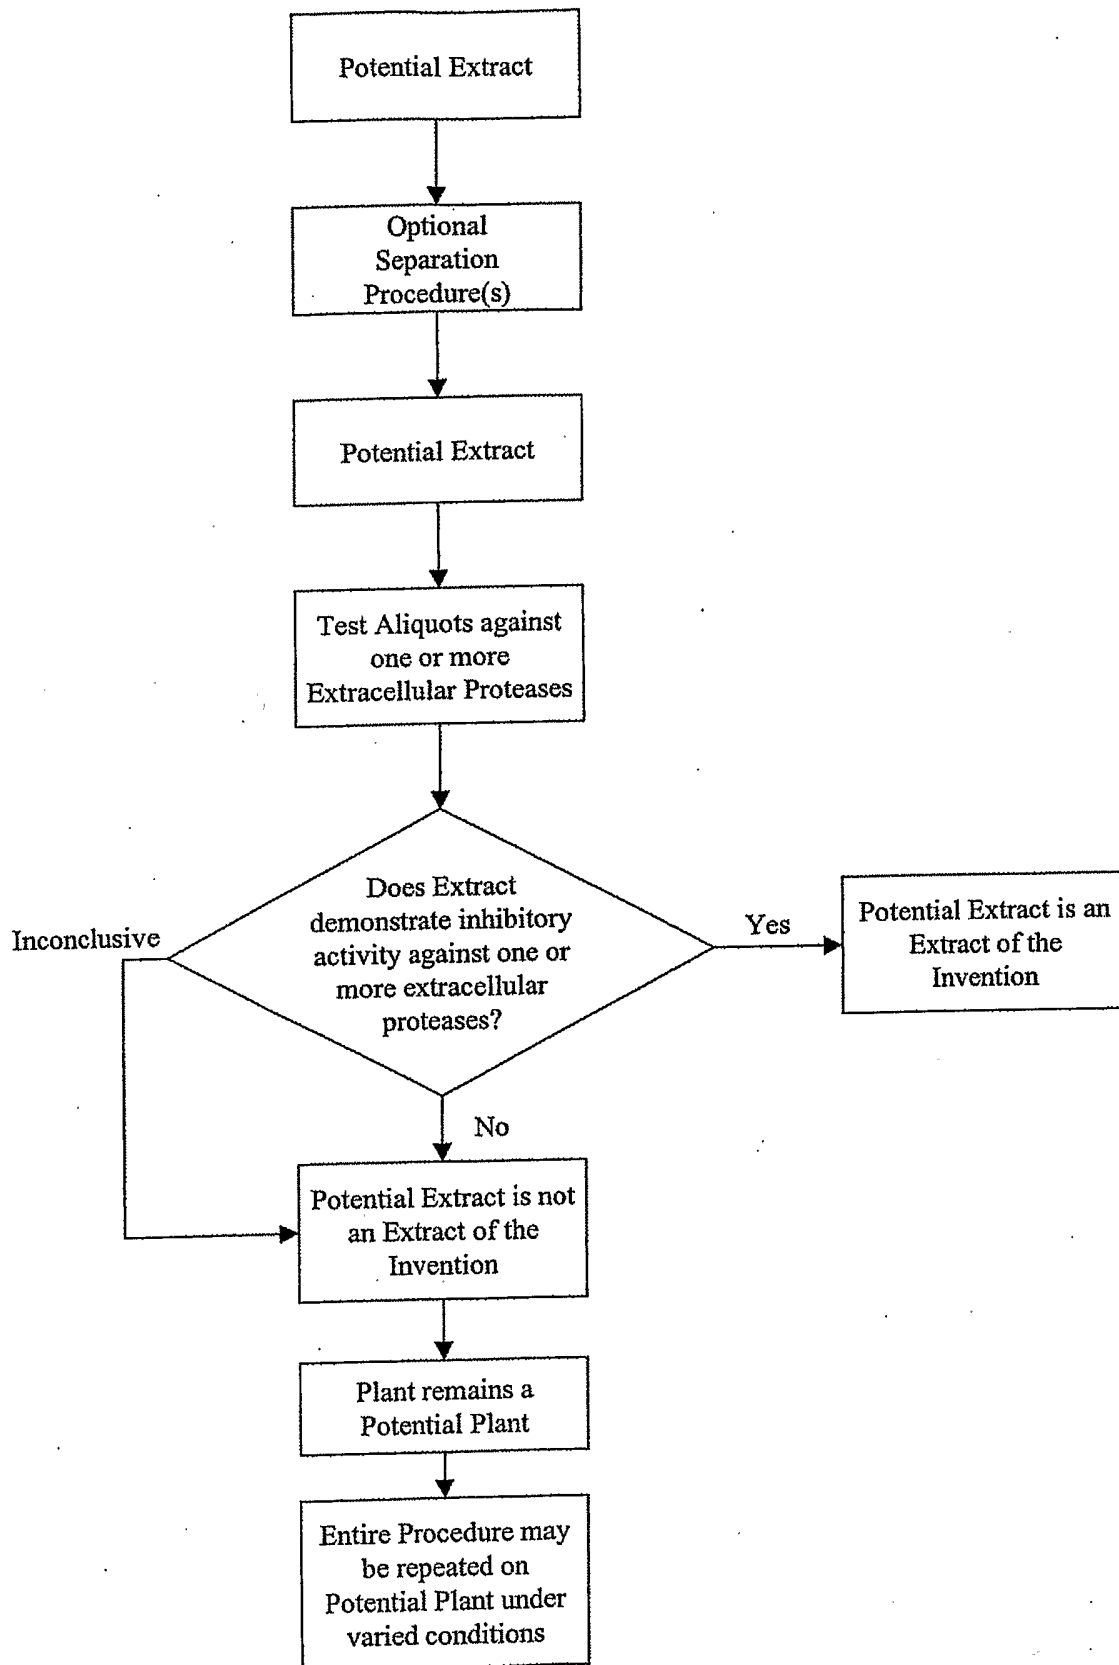 Potential Extract
Optional
Separation
Procedure(s)
Potential Extract
Test Aliquots against
one or more
Extracellular Proteases
Does Extract
demonstrate inhibitory
activity against one or
more extracellular
proteases?
Inconclusive
Yes
Potential Extract is an
Extract of the
Invention
No
Potential Extract is not
an Extract of the
Invention
Plant remains a
Potential Plant
Entire Procedure may
be repeated on
Potential Plant under
varied conditions